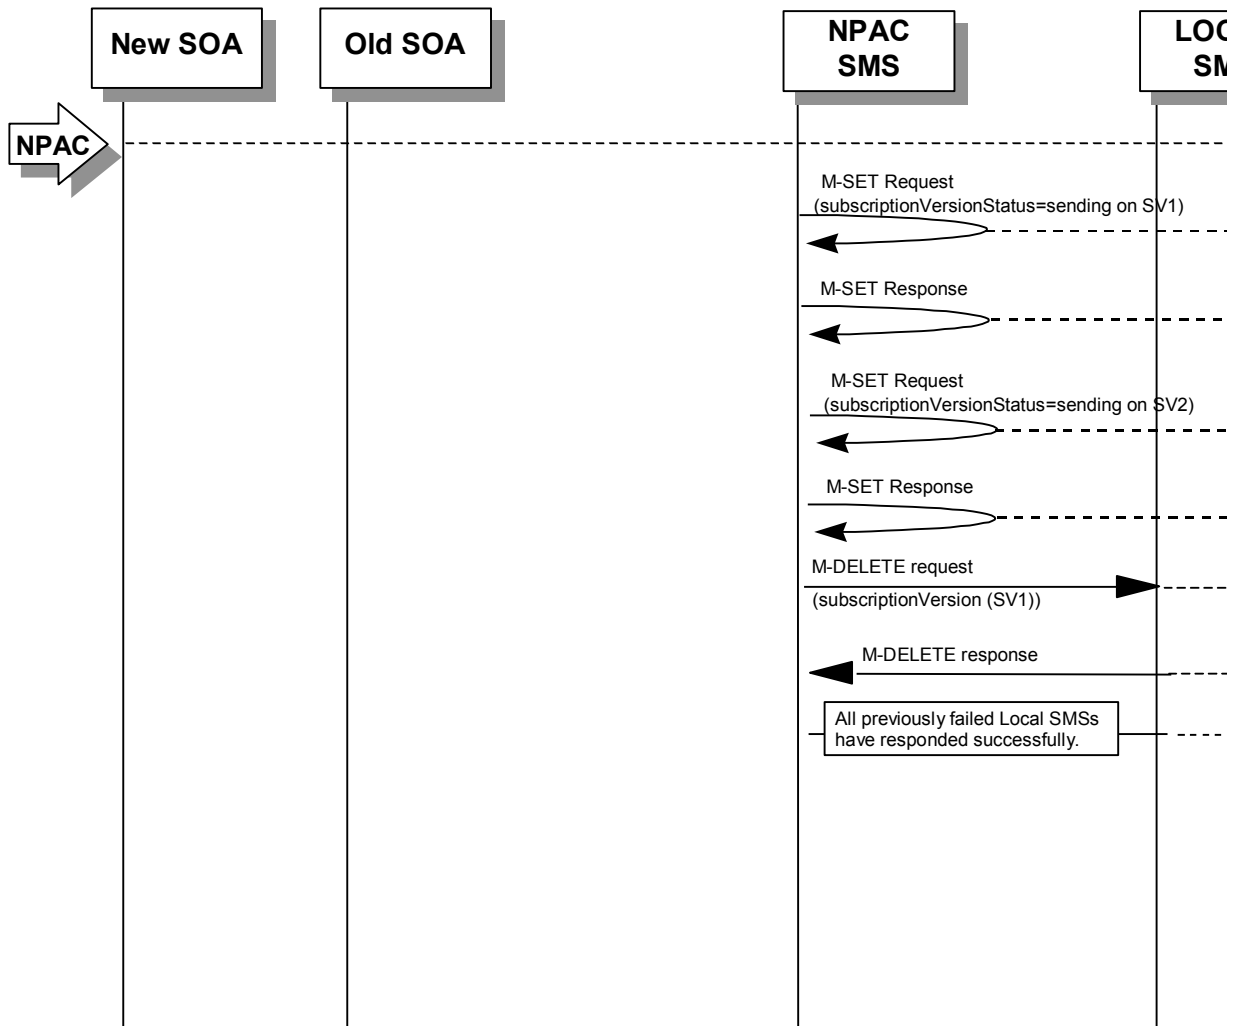 New SOA
Old SOA
NPAC
SMS
NPAC
M-SET Request
(subscriptionVersionStatus=sending on SV1)
M-SET Response
M-SET Request
(subscriptionVersionStatus=sending on SV2)
M-SET Response
M-DELETE request
(subscriptionVersion (SV1))
M-DELETE response
All previously failed Local SMSs
have responded successfully.